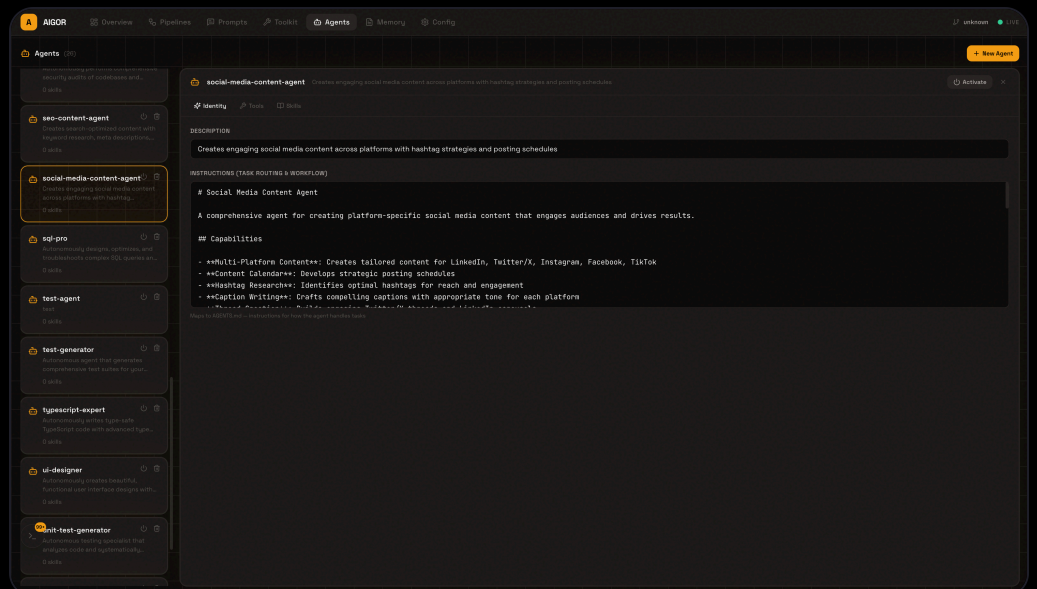 A AIGOR Overview Pipelines Prompts Toolkit Agents Memory Config unknown LIVE
Agents (26)
+ New Agent
security audits of codebases and...
0 skills
seo-content-agent
Creates search-optimized content with
keyword research, meta descriptions,...
0 skills
social-media-content-agent
Creates engaging social media content
across platforms with hashtag...
0 skills
sql-pro
Autonomously designs, optimizes, and
troubleshoots complex SQL queries an...
0 skills
test-agent
test
0 skills
test-generator
Autonomous agent that generates
comprehensive test suites for your...
0 skills
typescript-expert
Autonomously writes type-safe
TypeScript code with advanced type...
0 skills
ui-designer
Autonomously creates beautiful,
functional user interface designs with...
0 skills
99+
unit-test-generator
Autonomous testing specialist that
analyzes code and systematically...
0 skills
social-media-content-agent Creates engaging social media content across platforms with hashtag strategies and posting schedules
Activate
Identity Tools Skills
DESCRIPTION
Creates engaging social media content across platforms with hashtag strategies and posting schedules
INSTRUCTIONS (TASK ROUTING & WORKFLOW)
# Social Media Content Agent
A comprehensive agent for creating platform-specific social media content that engages audiences and drives results.
## Capabilities
- **Multi-Platform Content**: Creates tailored content for LinkedIn, Twitter/X, Instagram, Facebook, TikTok
- **Content Calendar**: Develops strategic posting schedules
- **Hashtag Research**: Identifies optimal hashtags for reach and engagement
- **Caption Writing**: Crafts compelling captions with appropriate tone for each platform
Maps to AGENTS.md — instructions for how the agent handles tasks